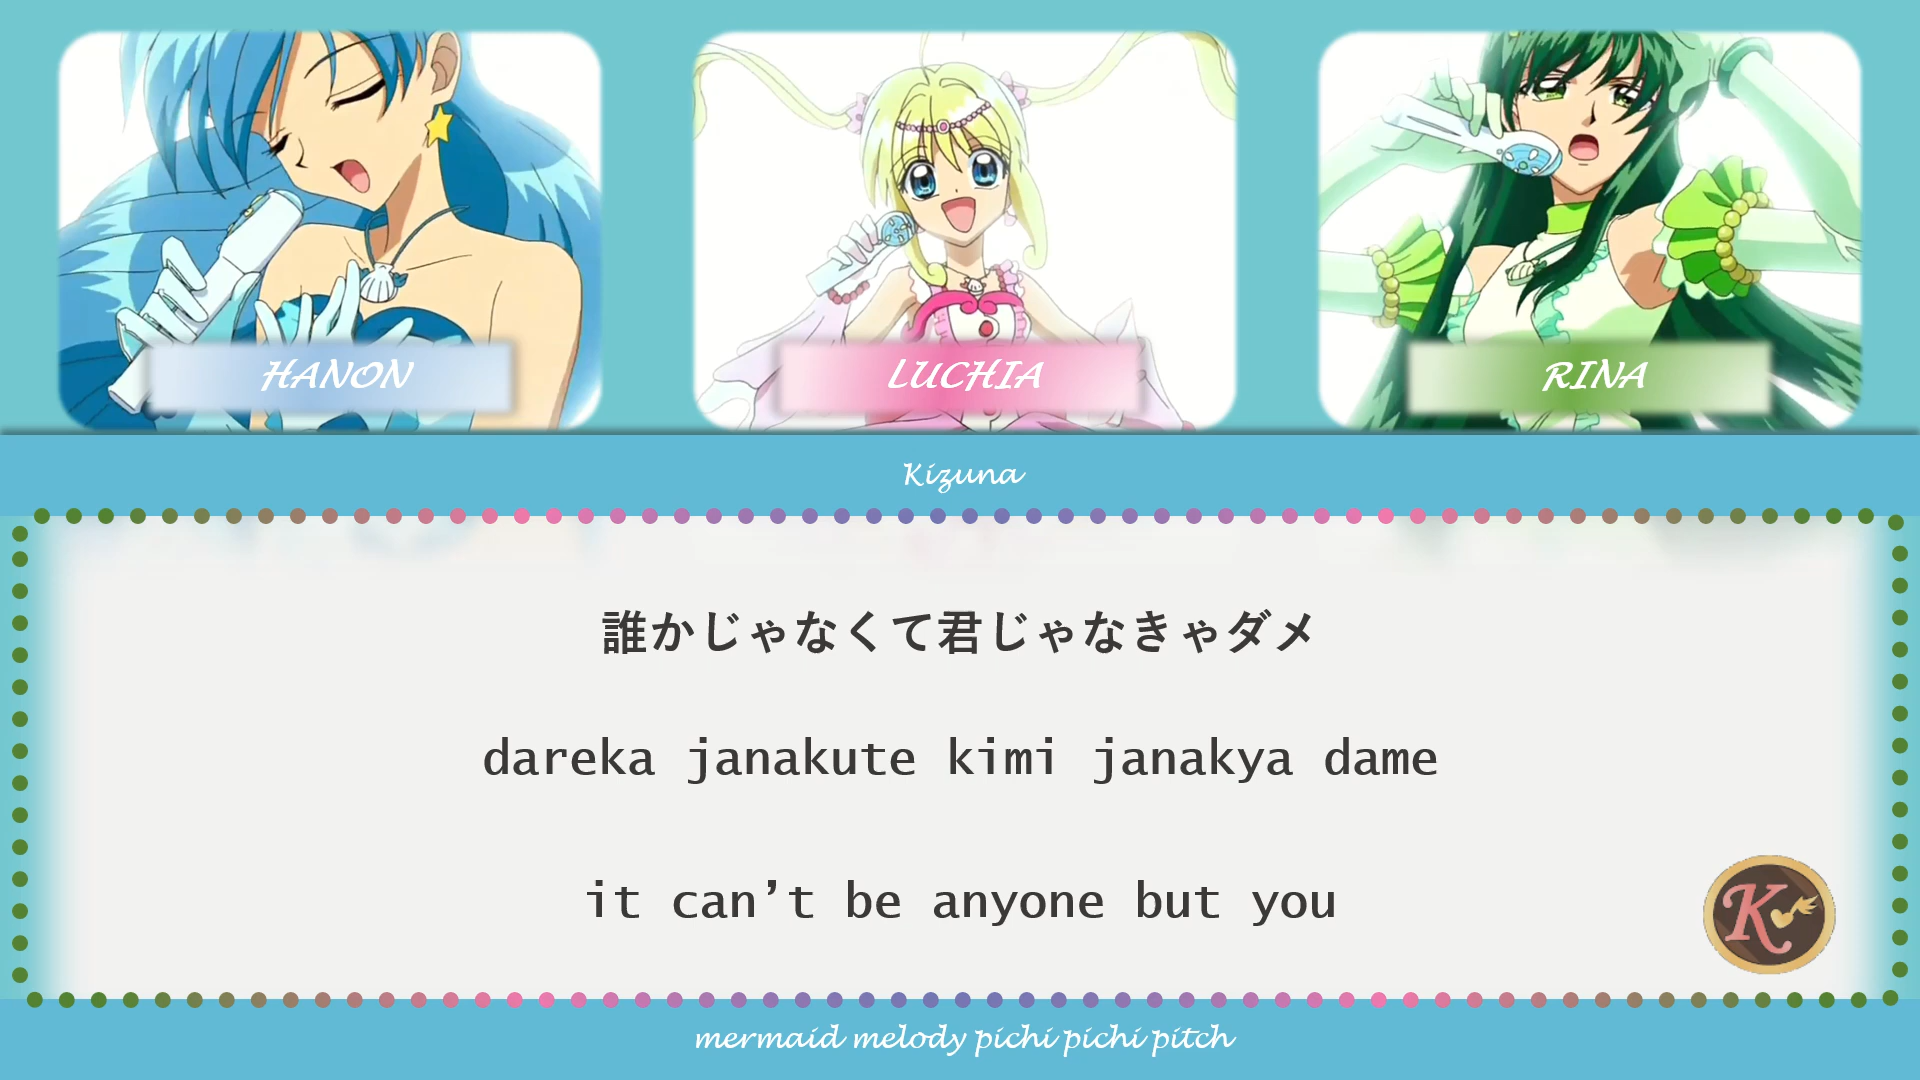 HANON
LUCHIA
RINA
Kizuna
誰かじゃなくて君じゃなきゃダメ
dareka janakute kimi janakya dame
it can’t be anyone but you
K
mermaid melody pichi pichi pitch